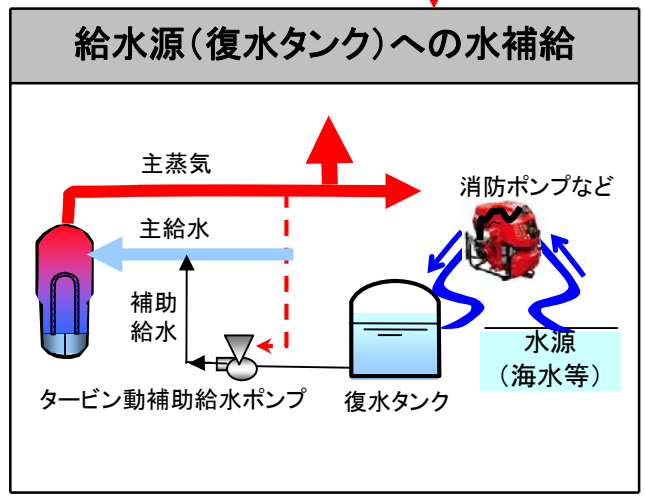 給水源（復水タンク）への水補給
主蒸気
消防ポンプなど
主給水
補助
給水
水源
（海水等）
タービン動補助給水ポンプ
復水タンク